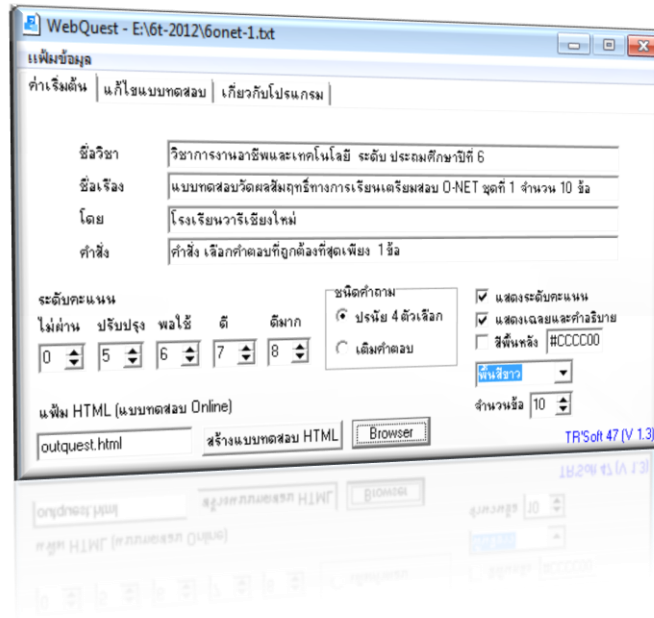 WebQuest - E:\6t-2012\6onet-1.txt
แฟ้มข้อมูล
ค่าเริ่มต้น แก้ไขแบบทดสอบ เกี่ยวกับโปรแกรม
ชื่อวิชา วิชาการงานอาชีพและเทคโนโลยี ระดับ ประถมศึกษาปีที่ 6
ชื่อเรื่อง แบบทดสอบวัดผลสัมฤทธิ์ทางการเรียนเตรียมสอบ O-NET ชุดที่ 1 จำนวน 10 ข้อ
โดย โรงเรียนวารีเชียงใหม่
คำสั่ง คำสั่ง เลือกคำตอบที่ถูกต้องที่สุดเพียง 1 ข้อ
ระดับคะแนน ชนิดคำถาม
ไม่ผ่าน ปรับปรุง พอใช้ ดี ดีมาก
0 5 6 7 8
ปรนัย 4 ตัวเลือก
เติมคำตอบ
แสดงระดับคะแนน
แสดงเฉลยและคำอธิบาย
สีพื้นหลัง #CCCC00
พื้นสีขาว
จำนวนข้อ 10
แฟ้ม HTML (แบบทดสอบ Online)
outquest.html สร้างแบบทดสอบ HTML Browser
TR'Soft 47 (V 1.3)